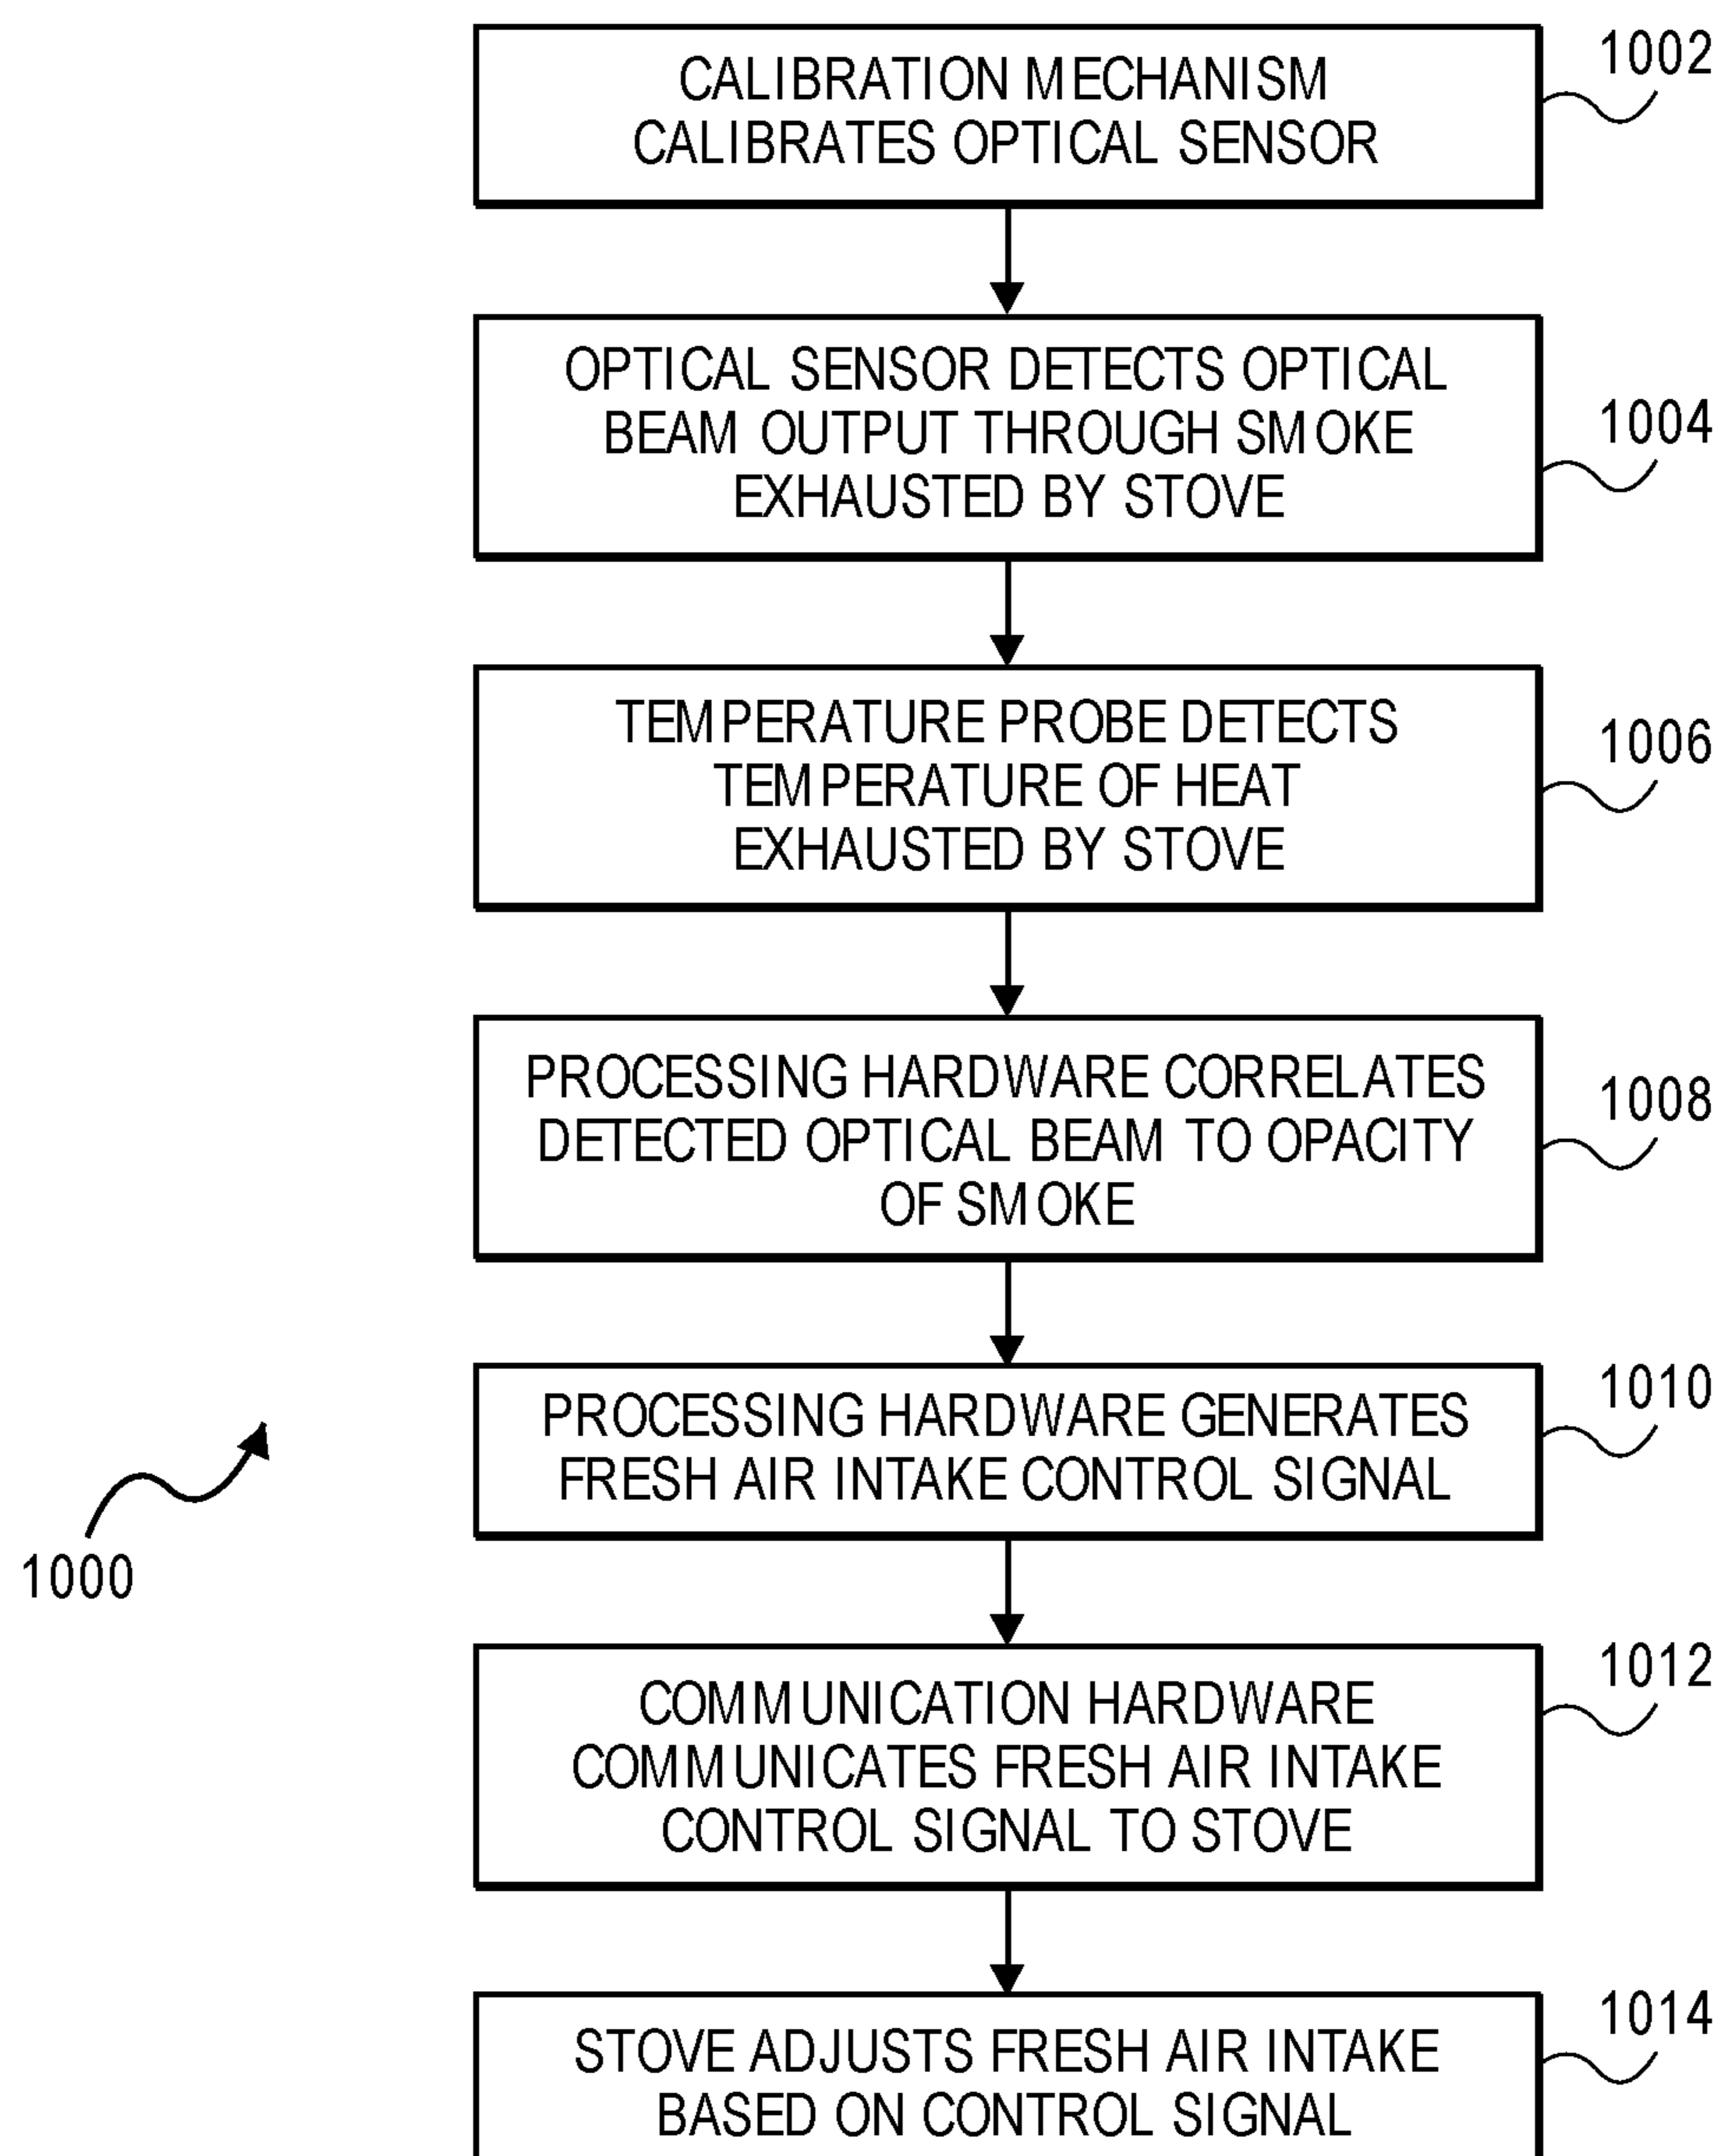 CALIBRATION MECHANISM
CALIBRATES OPTICAL SENSOR
1002
OPTICAL SENSOR DETECTS OPTICAL
BEAM OUTPUT THROUGH SMOKE
EXHAUSTED BY STOVE
1004
TEMPERATURE PROBE DETECTS
TEMPERATURE OF HEAT
EXHAUSTED BY STOVE
1006
PROCESSING HARDWARE CORRELATES
DETECTED OPTICAL BEAM TO OPACITY
OF SMOKE
1008
PROCESSING HARDWARE GENERATES
FRESH AIR INTAKE CONTROL SIGNAL
1010
1000
COMMUNICATION HARDWARE
COMMUNICATES FRESH AIR INTAKE
CONTROL SIGNAL TO STOVE
1012
STOVE ADJUSTS FRESH AIR INTAKE
BASED ON CONTROL SIGNAL
1014